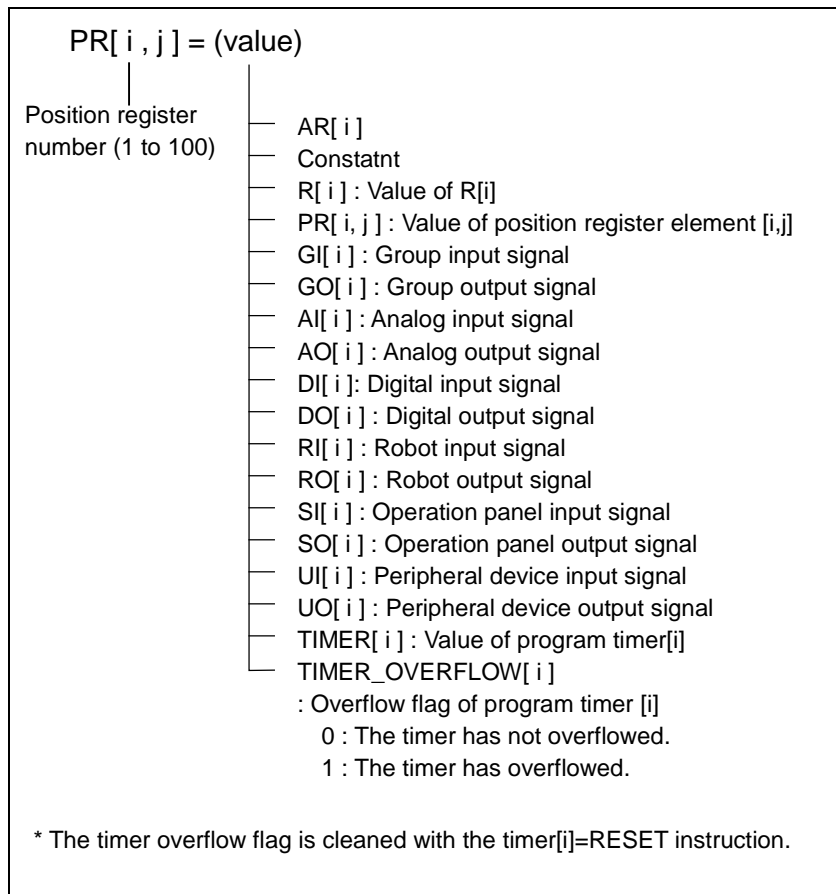 PR[ i , j ] = (value)
Position register
number (1 to 100)
AR[ i ]
Constatnt
R[ i ] : Value of R[i]
PR[ i, j ] : Value of position register element [i,j]
GI[ i ] : Group input signal
GO[ i ] : Group output signal
AI[ i ] : Analog input signal
AO[ i ] : Analog output signal
DI[ i ]: Digital input signal
DO[ i ] : Digital output signal
RI[ i ] : Robot input signal
RO[ i ] : Robot output signal
SI[ i ] : Operation panel input signal
SO[ i ] : Operation panel output signal
UI[ i ] : Peripheral device input signal
UO[ i ] : Peripheral device output signal
TIMER[ i ] : Value of program timer[i]
TIMER_OVERFLOW[ i ]
: Overflow flag of program timer [i]
0 : The timer has not overflowed.
1 : The timer has overflowed.
* The timer overflow flag is cleaned with the timer[i]=RESET instruction.